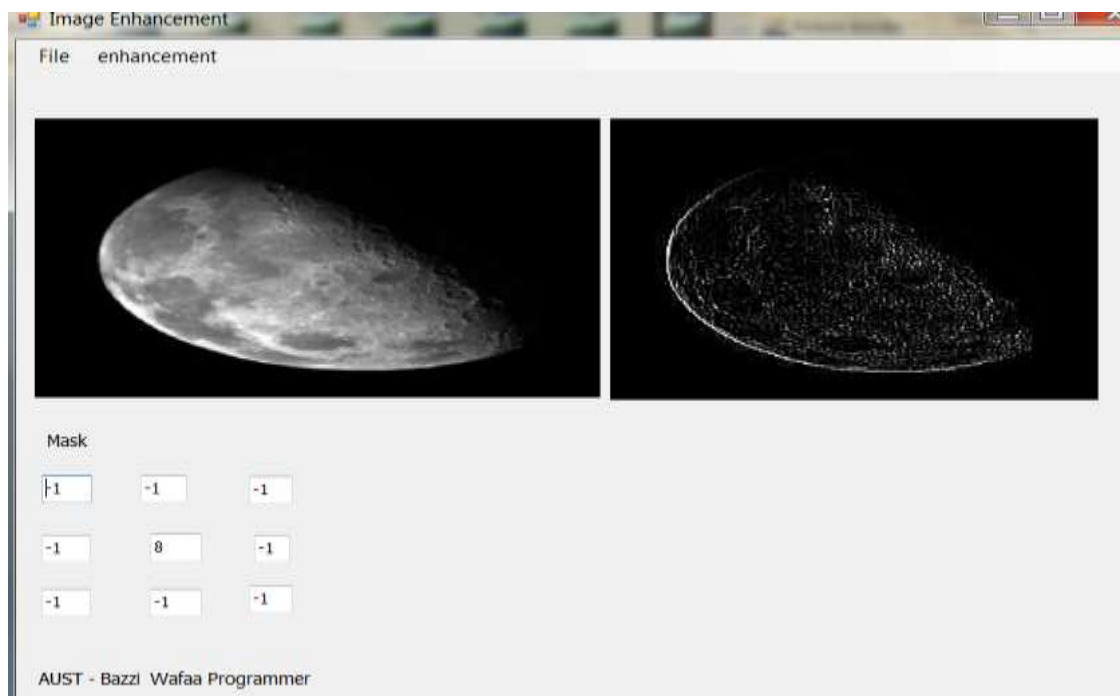 Image Enhancement
File enhancement
Mask
-1 -1 -1
-1 8 -1
-1 -1 -1
AUST - Bazzi Wafaa Programmer